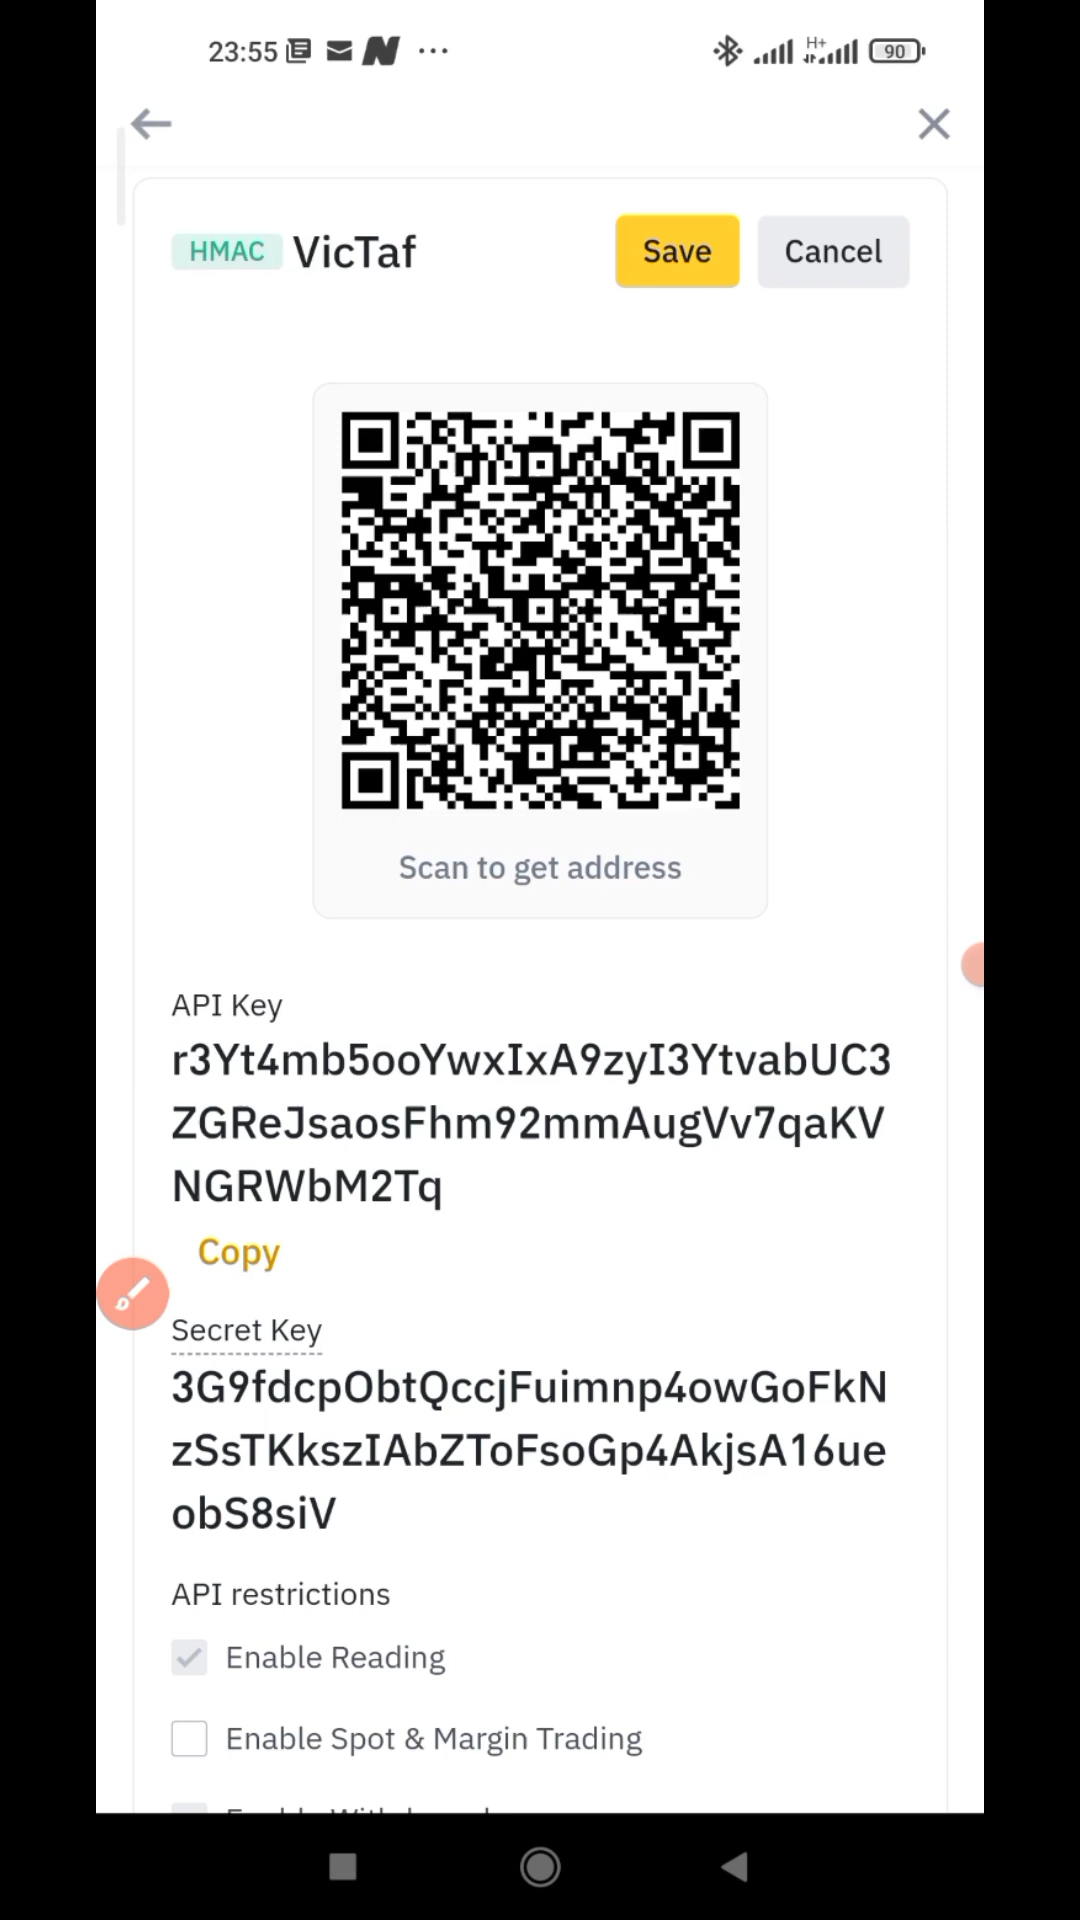 23:55
H+
90
HMAC VicTaf
Save
Cancel
Scan to get address
API Key
r3Yt4mb5ooYwxIxA9zyI3YtvabUC3
ZGReJsaosFhm92mmAugVv7qaKV
NGRWbM2Tq
Copy
Secret Key
3G9fdcpObtQccjFuimnp4owGoFkN
zSsTKkszIAbZToFsoGp4AkjsA16ue
obS8siV
API restrictions
Enable Reading
Enable Spot & Margin Trading